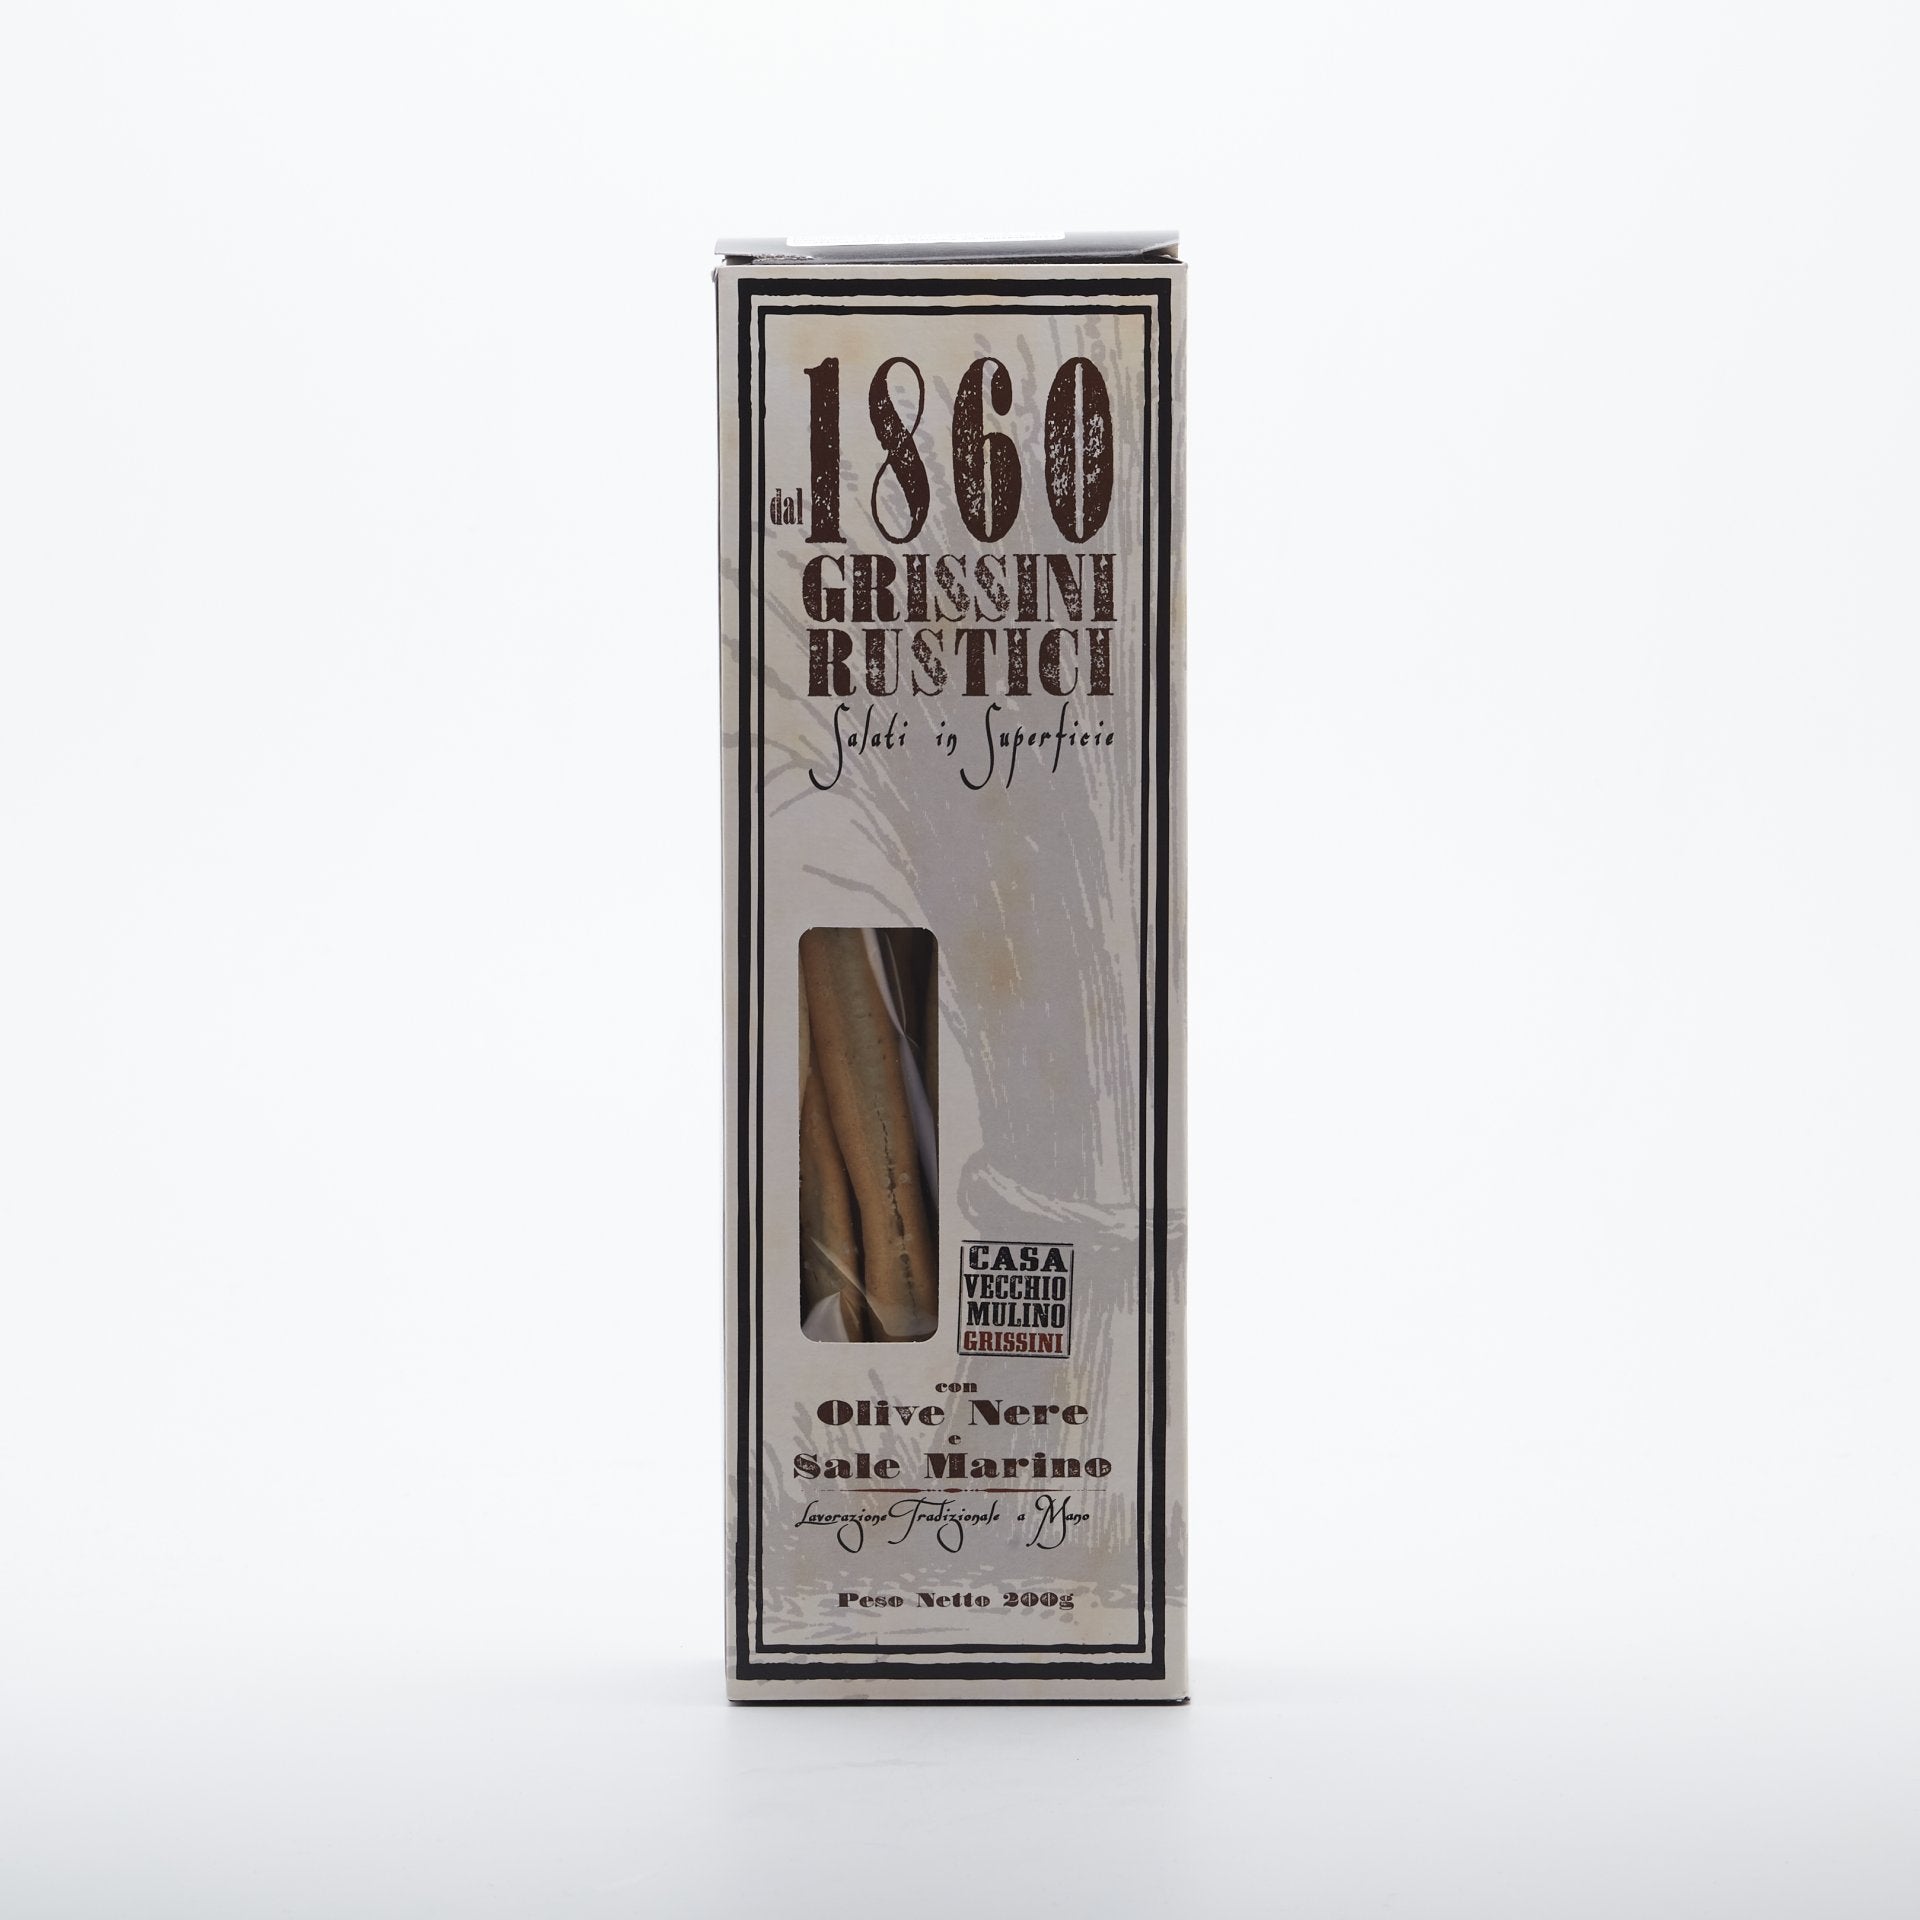 1860
dal
GRISSINI
RUSTICI
Salati in Superficie
CASA
VECCHIO
MULINO
GRISSINI
con
Olive Nere
e
Sale Marino
Lavorazione Tradizionale a Mano
Peso Netto 200g